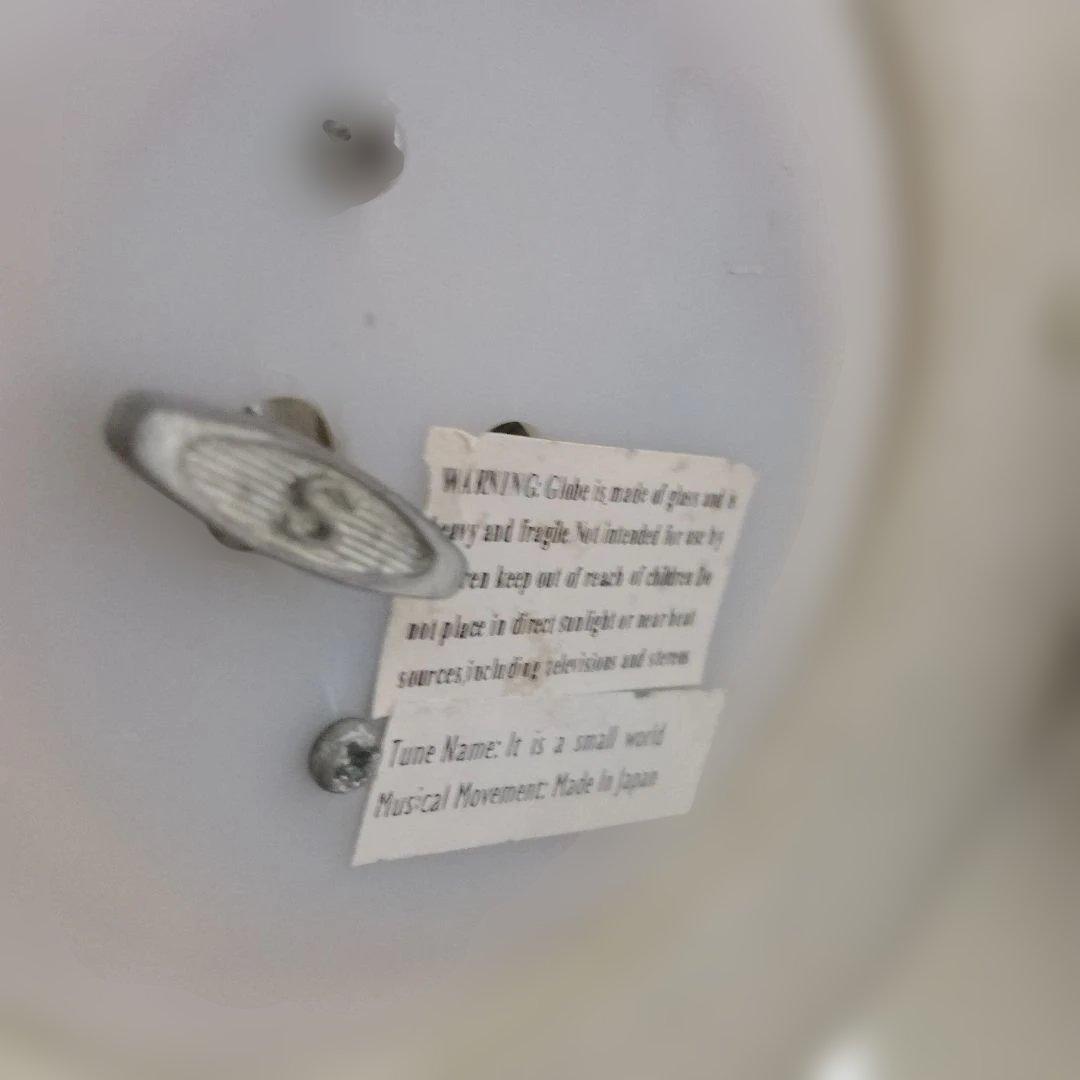 S
WARNING: Globe is made of glass and is
heavy and fragile. Not intended for use by
keep out of reach of children Do
not place in direct sunlight or near heat
sources,including televisions and stereos
Tune Name: It is a small world
Musical Movement: Made In Japan